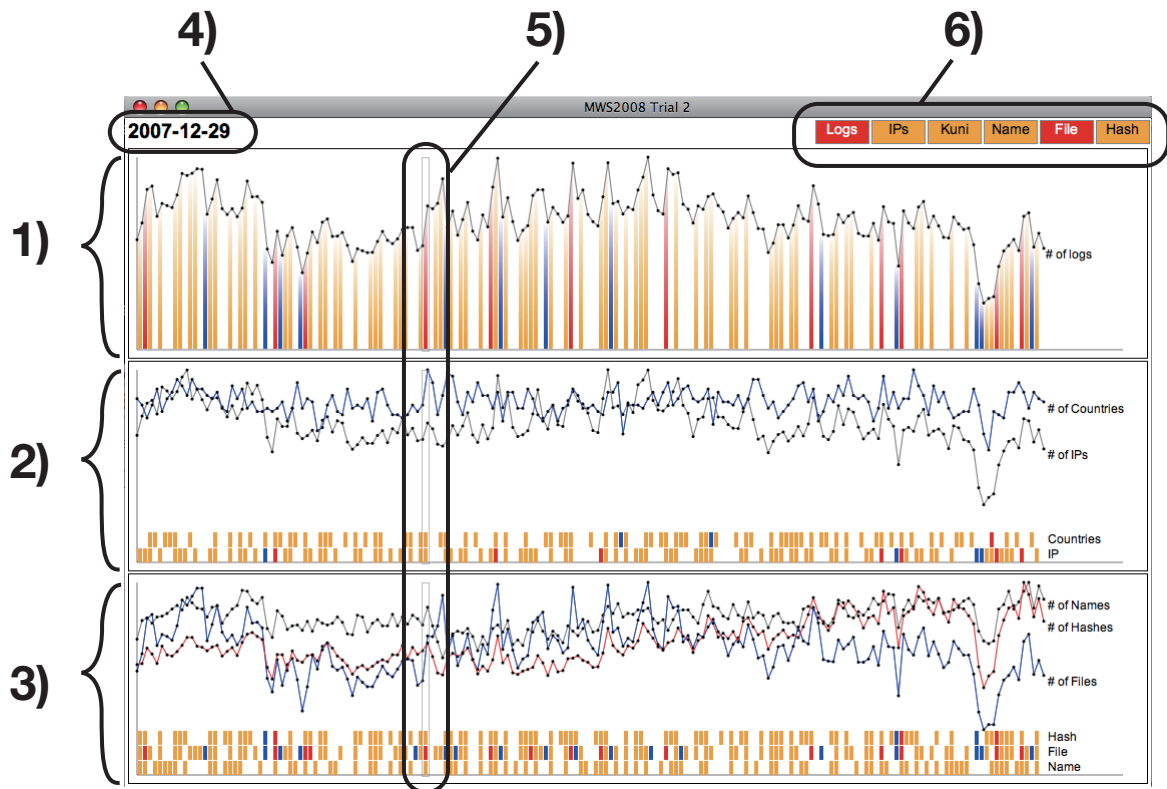 4)
5)
6)
MWS2008 Trial 2
2007-12-29
Logs
IPs
Kuni
Name
File
Hash
1)
# of logs
2)
# of Countries
# of IPs
Countries
IP
3)
# of Names
# of Hashes
# of Files
Hash
File
Name